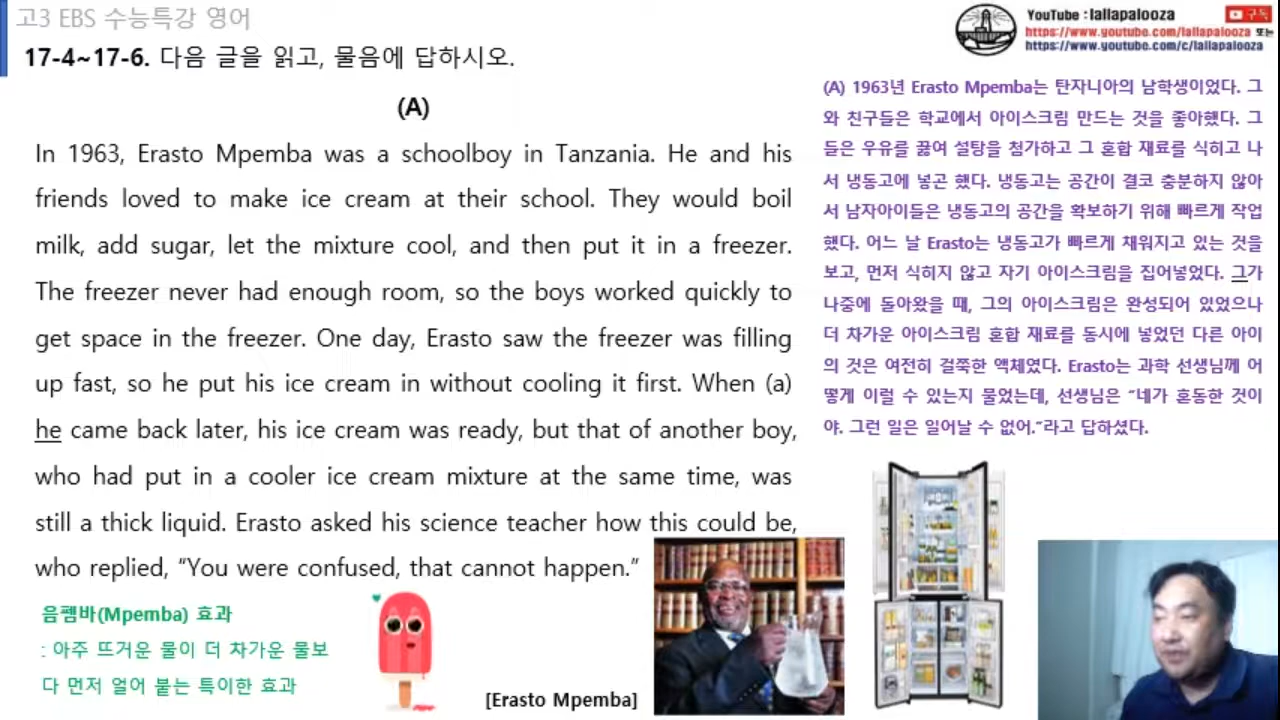 고3 EBS 수능특강 영어
17-4~17-6. 다음 글을 읽고, 물음에 답하시오.
YouTube : lallapalooza
구독
https://www.youtube.com/lallapalooza 또는
https://www.youtube.com/c/lallapalooza
(A)
In 1963, Erasto Mpemba was a schoolboy in Tanzania. He and his
friends loved to make ice cream at their school. They would boil
milk, add sugar, let the mixture cool, and then put it in a freezer.
The freezer never had enough room, so the boys worked quickly to
get space in the freezer. One day, Erasto saw the freezer was filling
up fast, so he put his ice cream in without cooling it first. When (a)
he came back later, his ice cream was ready, but that of another boy,
who had put in a cooler ice cream mixture at the same time, was
still a thick liquid. Erasto asked his science teacher how this could be,
who replied, “You were confused, that cannot happen.”
(A) 1963년 Erasto Mpemba는 탄자니아의 남학생이었다. 그
와 친구들은 학교에서 아이스크림 만드는 것을 좋아했다. 그
들은 우유를 끓여 설탕을 첨가하고 그 혼합 재료를 식히고 나
서 냉동고에 넣곤 했다. 냉동고는 공간이 결코 충분하지 않아
서 남자아이들은 냉동고의 공간을 확보하기 위해 빠르게 작업
했다. 어느 날 Erasto는 냉동고가 빠르게 채워지고 있는 것을
보고, 먼저 식히지 않고 자기 아이스크림을 집어넣었다. 그가
나중에 돌아왔을 때, 그의 아이스크림은 완성되어 있었으나
더 차가운 아이스크림 혼합 재료를 동시에 넣었던 다른 아이
의 것은 여전히 걸쭉한 액체였다. Erasto는 과학 선생님께 어
떻게 이럴 수 있는지 물었는데, 선생님은 “네가 혼동한 것이
야. 그런 일은 일어날 수 없어.”라고 답하셨다.
음펨바(Mpemba) 효과
: 아주 뜨거운 물이 더 차가운 물보
다 먼저 얼어 붙는 특이한 효과
[Erasto Mpemba]